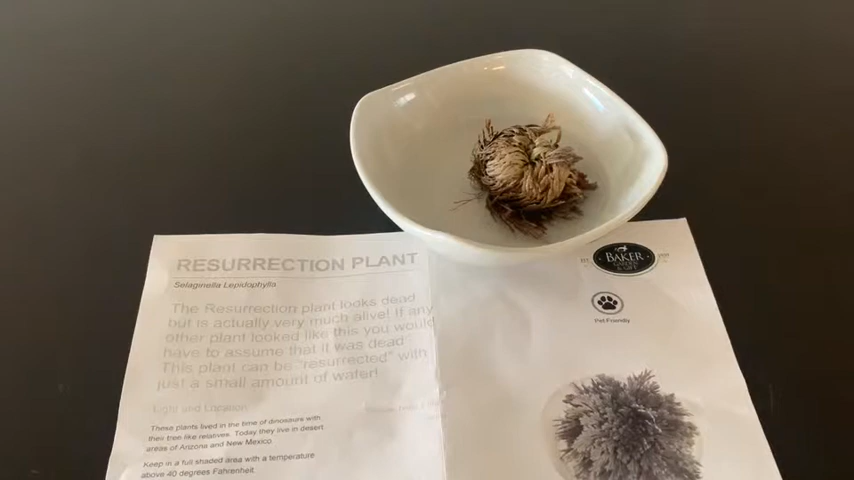 RESURRECTION PLANT
Selaginella Lepidophylla
The Resurrection plant looks dead
but is actually very much alive! If any
other plant looked like this you would
have to assume that it was dead
This plant can be "resurrected" with
just a small amount of water!
Light and Location
These plants lived in the time of dinosaurs with
their tree like relatives. Today they live in desert
areas of Arizona and New Mexico.
Keep in a full shaded area with a temperature
above 40 degrees Fahrenheit.
BAKER
GARDEN
& GIFT
Pet Friendly